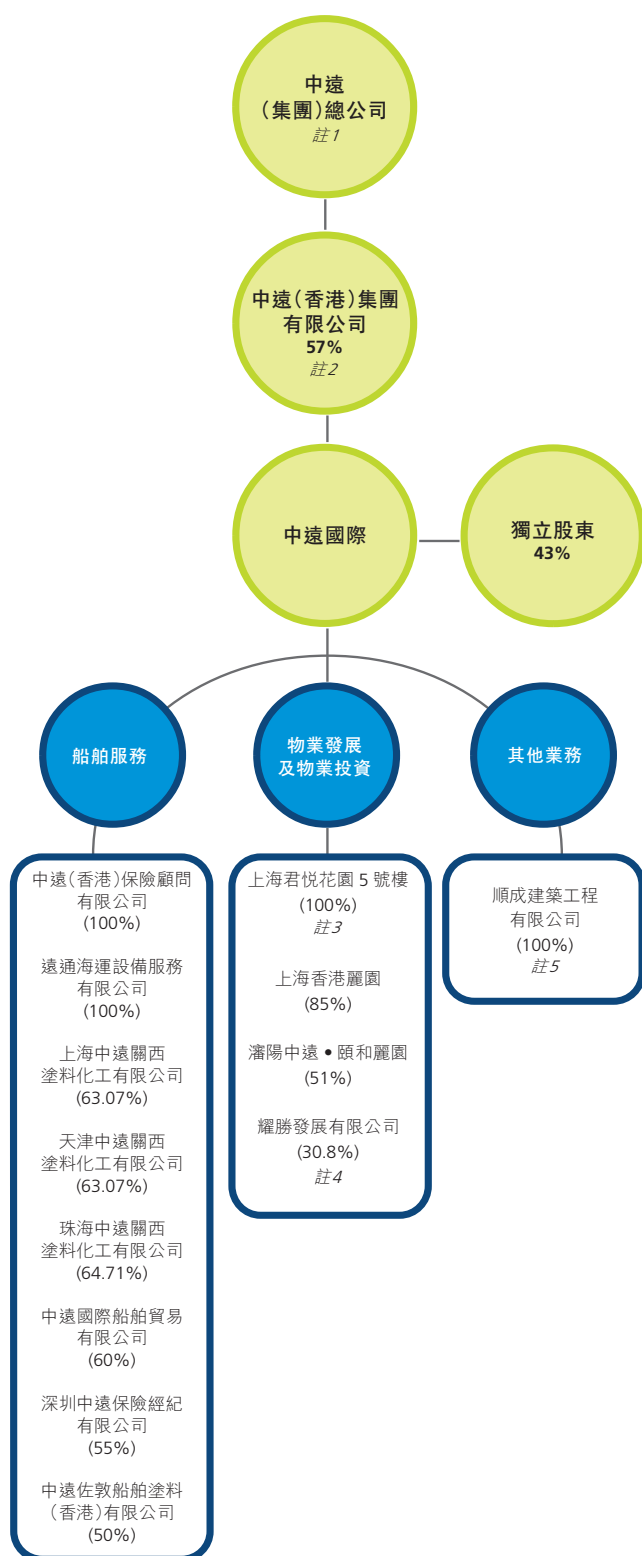 中遠
（集團）總公司
註1
中遠（香港）集團
有限公司
57%
註2
中遠國際
獨立股東
43%
船舶服務
物業發展
及物業投資
其他業務
中遠（香港）保險顧問
有限公司
(100%)
遠通海運設備服務
有限公司
(100%)
上海中遠關西
塗料化工有限公司
(63.07%)
天津中遠關西
塗料化工有限公司
(63.07%)
珠海中遠關西
塗料化工有限公司
(64.71%)
中遠國際船舶貿易
有限公司
(60%)
深圳中遠保險經紀
有限公司
(55%)
中遠佐敦船舶塗料
（香港）有限公司
(50%)
上海君悦花園 5 號樓
(100%)
註3
上海香港麗園
(85%)
瀋陽中遠 • 頤和麗園
(51%)
耀勝發展有限公司
(30.8%)
註4
順成建築工程
有限公司
(100%)
註5